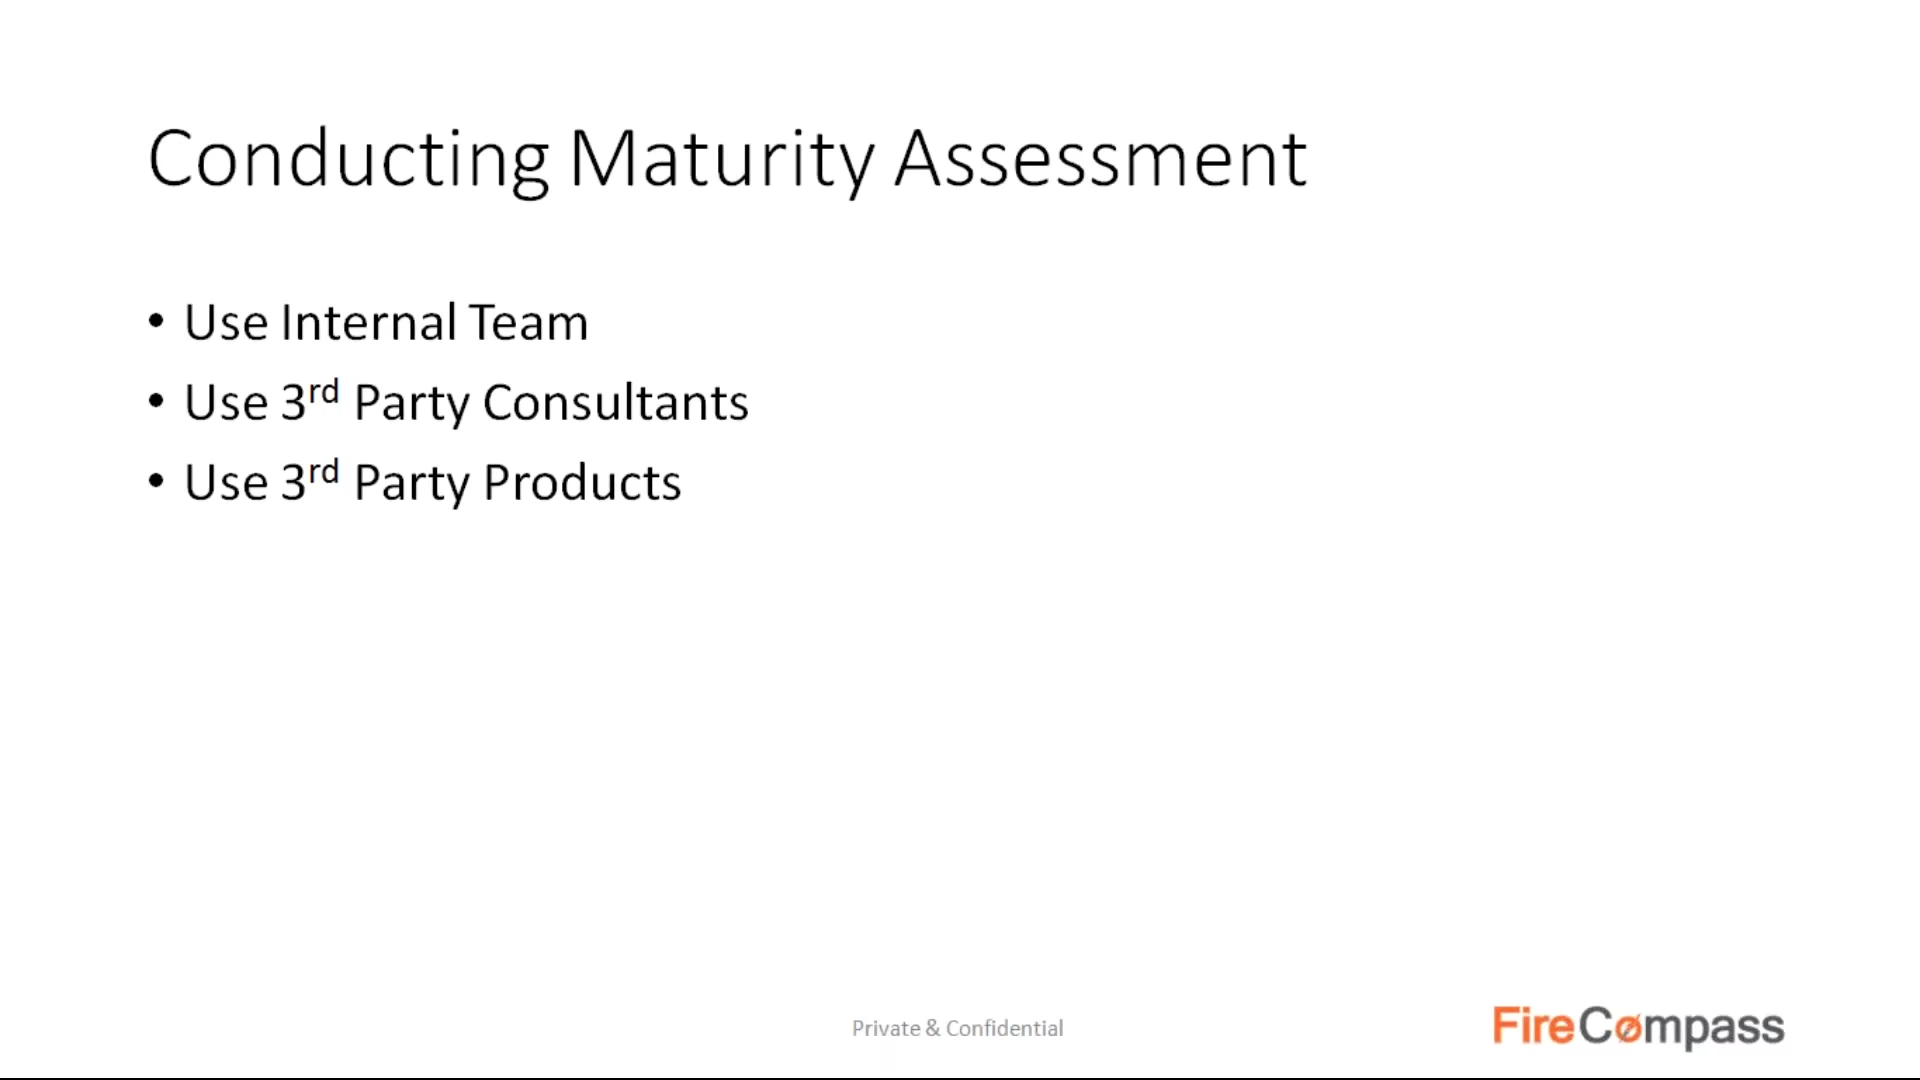 Conducting Maturity Assessment
• Use Internal Team
• Use 3rd Party Consultants
• Use 3rd Party Products
Private & Confidential
FireCompass